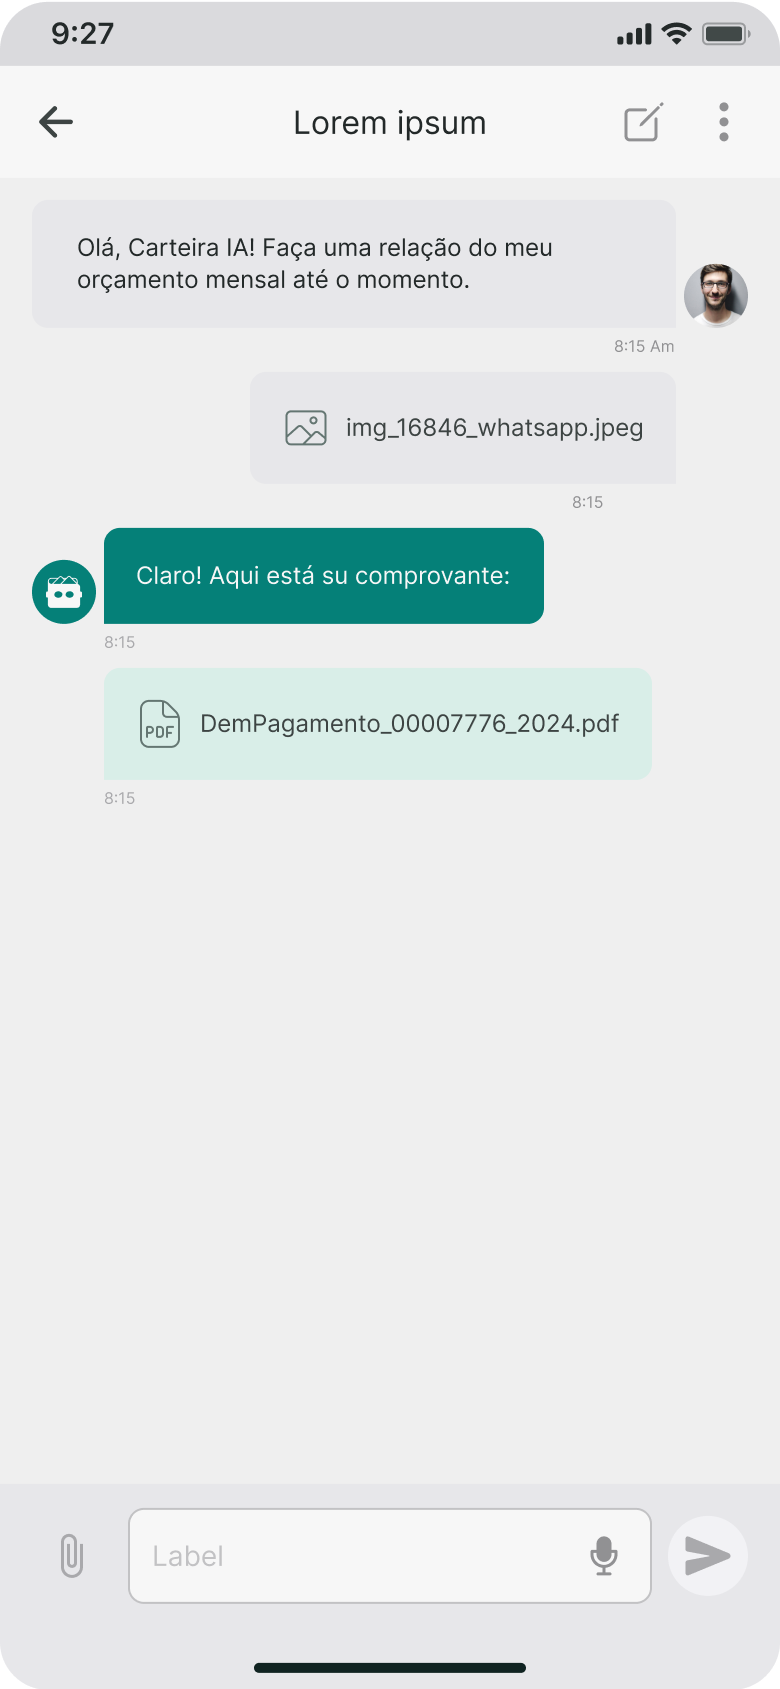 9:27
Lorem ipsum
Olá, Carteira IA! Faça uma relação do meu
orçamento mensal até o momento.
8:15 Am
img_16846_whatsapp.jpeg
8:15
Claro! Aqui está su comprovante:
8:15
PDF
DemPagamento_00007776_2024.pdf
8:15
Label